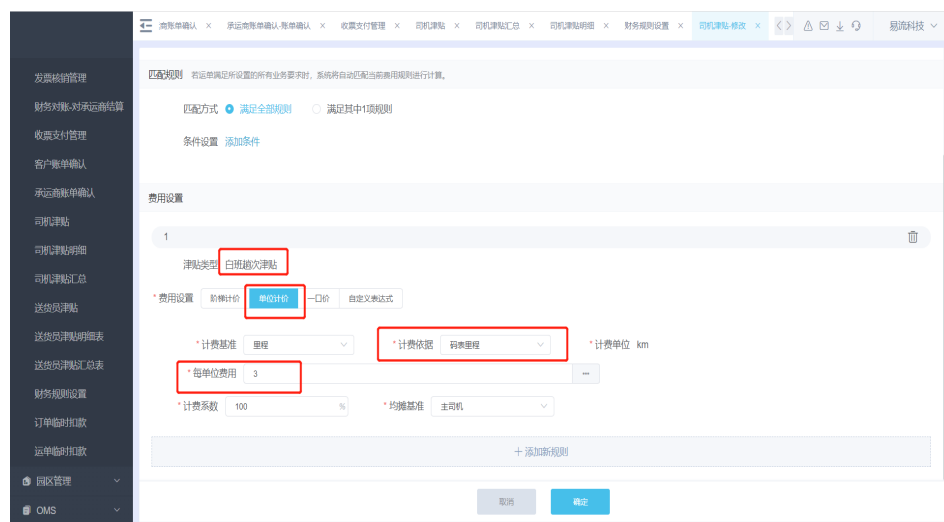 商账单确认 × 承运商账单确认-账单确认 × 收票支付管理 × 司机津贴 × 司机津贴汇总 × 司机津贴明细 × 财务规则设置 × 司机津贴-修改 × 易流科技
发票核销管理
财务对账-对承运商结算
收票支付管理
客户账单确认
承运商账单确认
司机津贴
司机津贴明细
司机津贴汇总
送货员津贴
送货员津贴明细表
送货员津贴汇总表
财务规则设置
订单临时扣款
运单临时扣款
园区管理
OMS
匹配规则 若运单满足所设置的所有业务要求时，系统将自动匹配当前费用规则进行计算。
匹配方式 满足全部规则 满足其中1项规则
条件设置 添加条件
费用设置
1
津贴类型 白班趟次津贴
* 费用设置 阶梯计价 单位计价 一口价 自定义表达式
* 计费基准 里程 * 计费依据 码表里程 * 计费单位 km
* 每单位费用 3 ...
* 计费系数 100 % * 均摊基准 主司机
+ 添加新规则
取消 确定